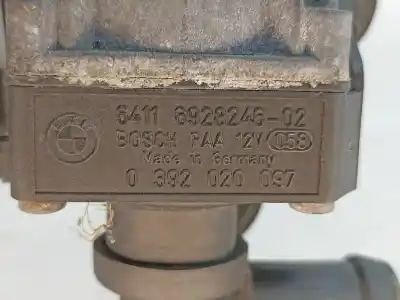 6411 6928246-02
BOSCH PAA 12V 058
Made in Germany
0 392 020 097